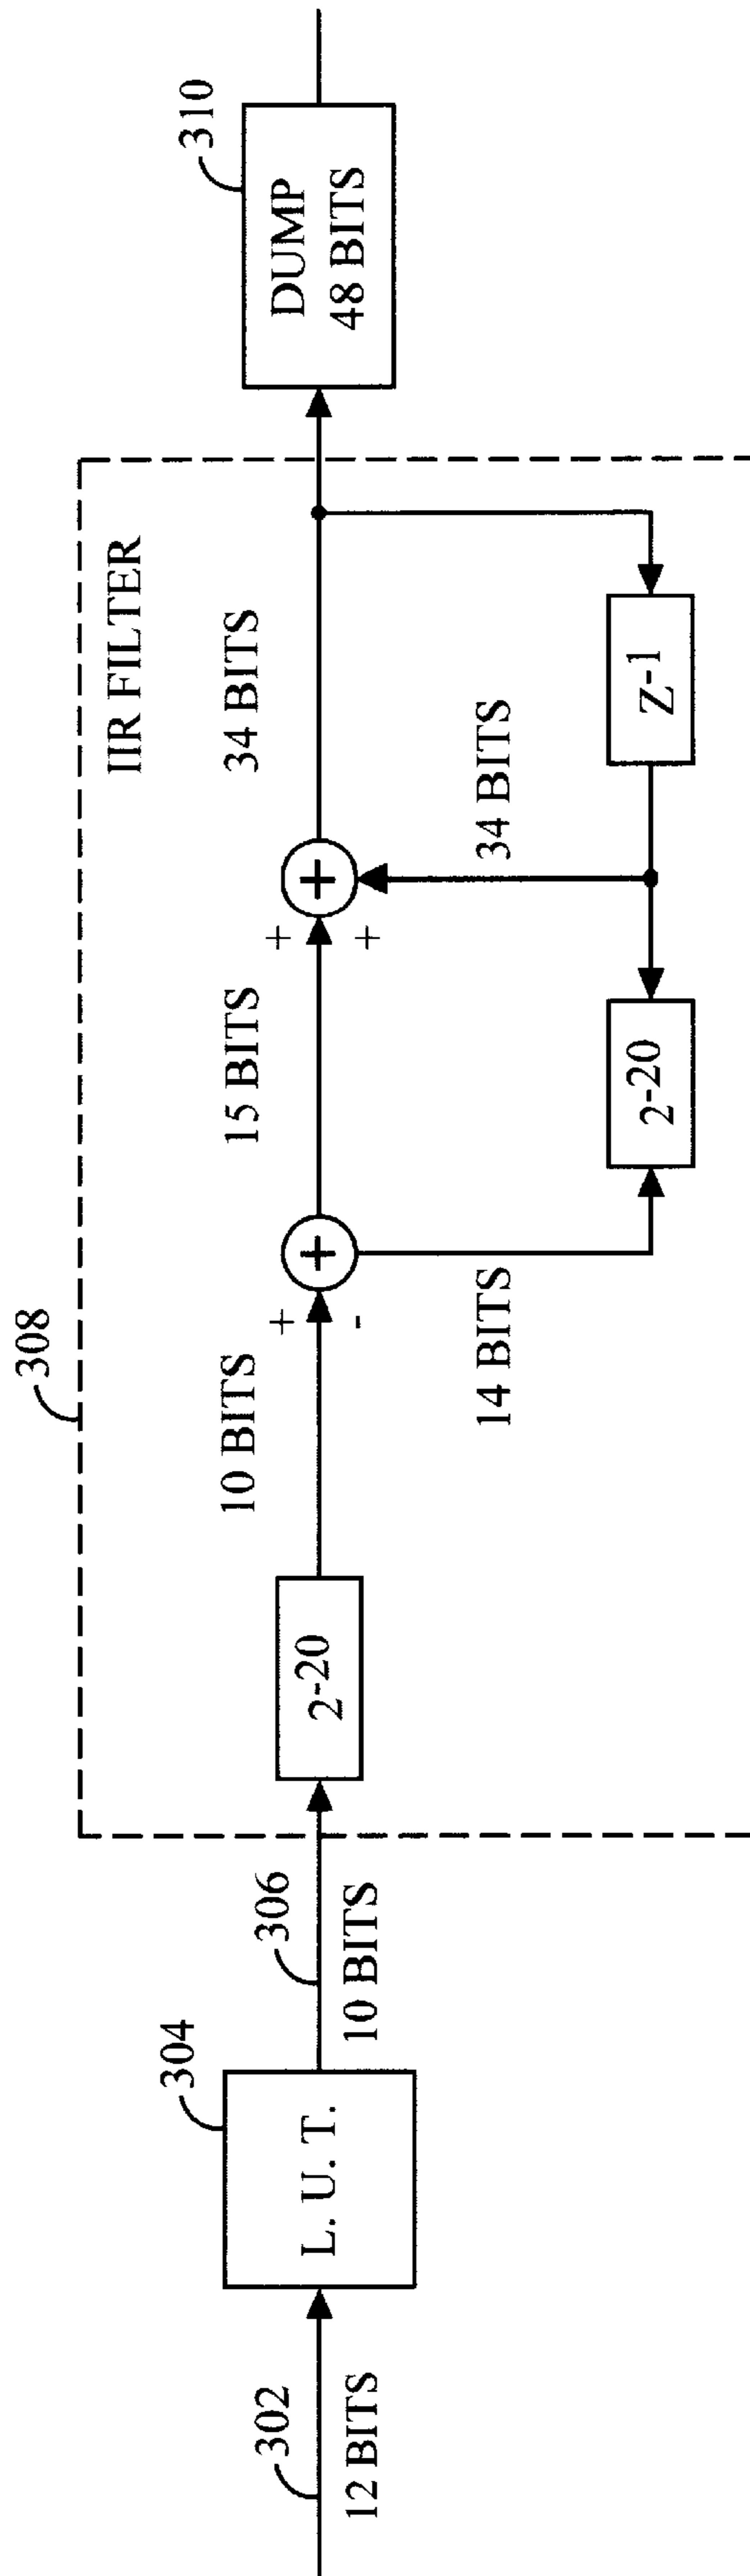 302
12 BITS
304
L. U. T.
306
10 BITS
308
IIR FILTER
2-20
10 BITS
+
-
+
14 BITS
15 BITS
2-20
+
+
+
34 BITS
34 BITS
Z-1
310
DUMP
48 BITS